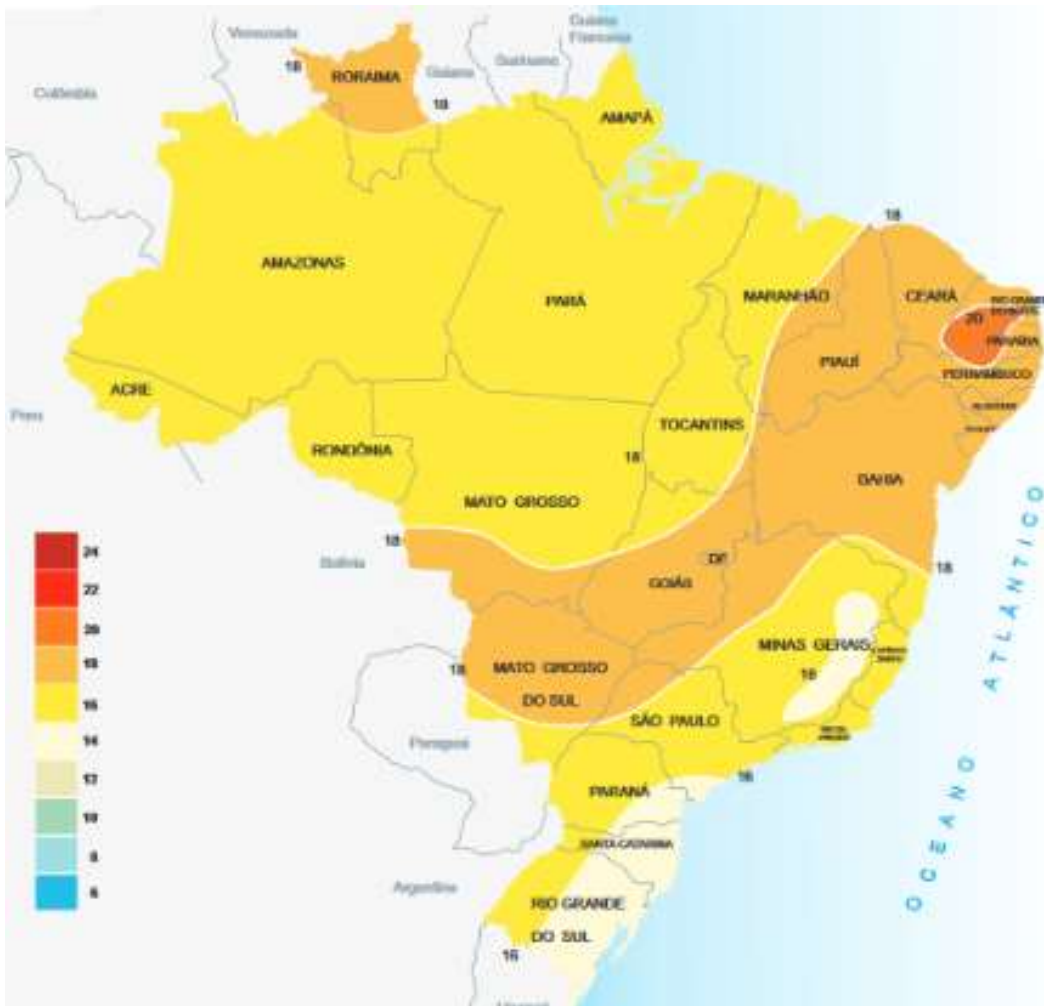 Guiana
Francesa
Venezuela
Suriname
18
RORAIMA
Guiana
Colômbia
18
AMAPÁ
18
AMAZONAS
PARÁ
MARANHÃO
CEARÁ
RIO GRANDE
20
PARAÍBA
PIAUÍ
PERNAMBUCO
ACRE
Peru
TOCANTINS
RONDÔNIA
18
BAHIA
MATO GROSSO
18
Bolívia
DF
GOIÁS
18
24
22
20
18
16
14
12
10
8
6
MINAS GERAIS
18
MATO GROSSO
DO SUL
16
SÃO PAULO
Paraguai
16
PARANÁ
SANTA CATARINA
Argentina
RIO GRANDE
DO SUL
16
OCEANO ATLÂNTICO